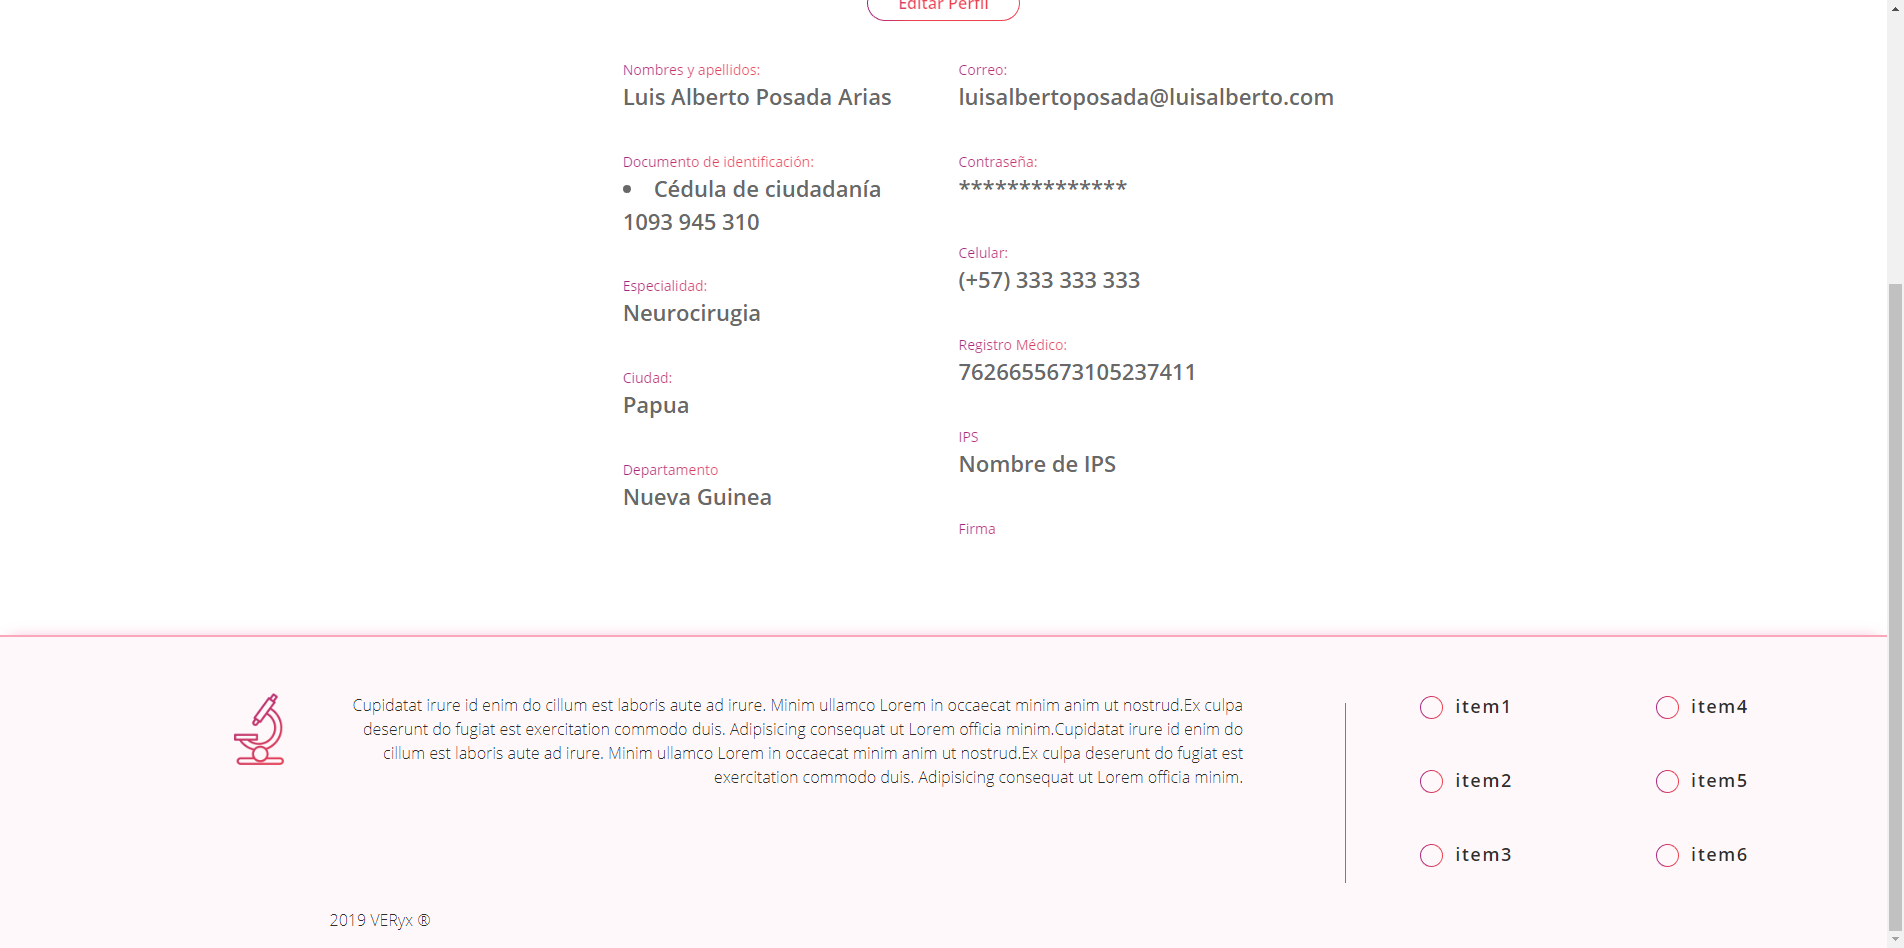 Editar Perfil
Nombres y apellidos:
Luis Alberto Posada Arias
Documento de identificación:
• Cédula de ciudadanía
1093 945 310
Especialidad:
Neurocirugia
Ciudad:
Papua
Departamento
Nueva Guinea
Correo:
luisalbertoposada@luisalberto.com
Contraseña:
**************
Celular:
(+57) 333 333 333
Registro Médico:
7626655673105237411
IPS
Nombre de IPS
Firma
Cupidatat irure id enim do cillum est laboris aute ad irure. Minim ullamco Lorem in occaecat minim anim ut nostrud.Ex culpa
deserunt do fugiat est exercitation commodo duis. Adipisicing consequat ut Lorem officia minim.Cupidatat irure id enim do
cillum est laboris aute ad irure. Minim ullamco Lorem in occaecat minim anim ut nostrud.Ex culpa deserunt do fugiat est
exercitation commodo duis. Adipisicing consequat ut Lorem officia minim.
item1
item2
item3
item4
item5
item6
2019 VERyx ®